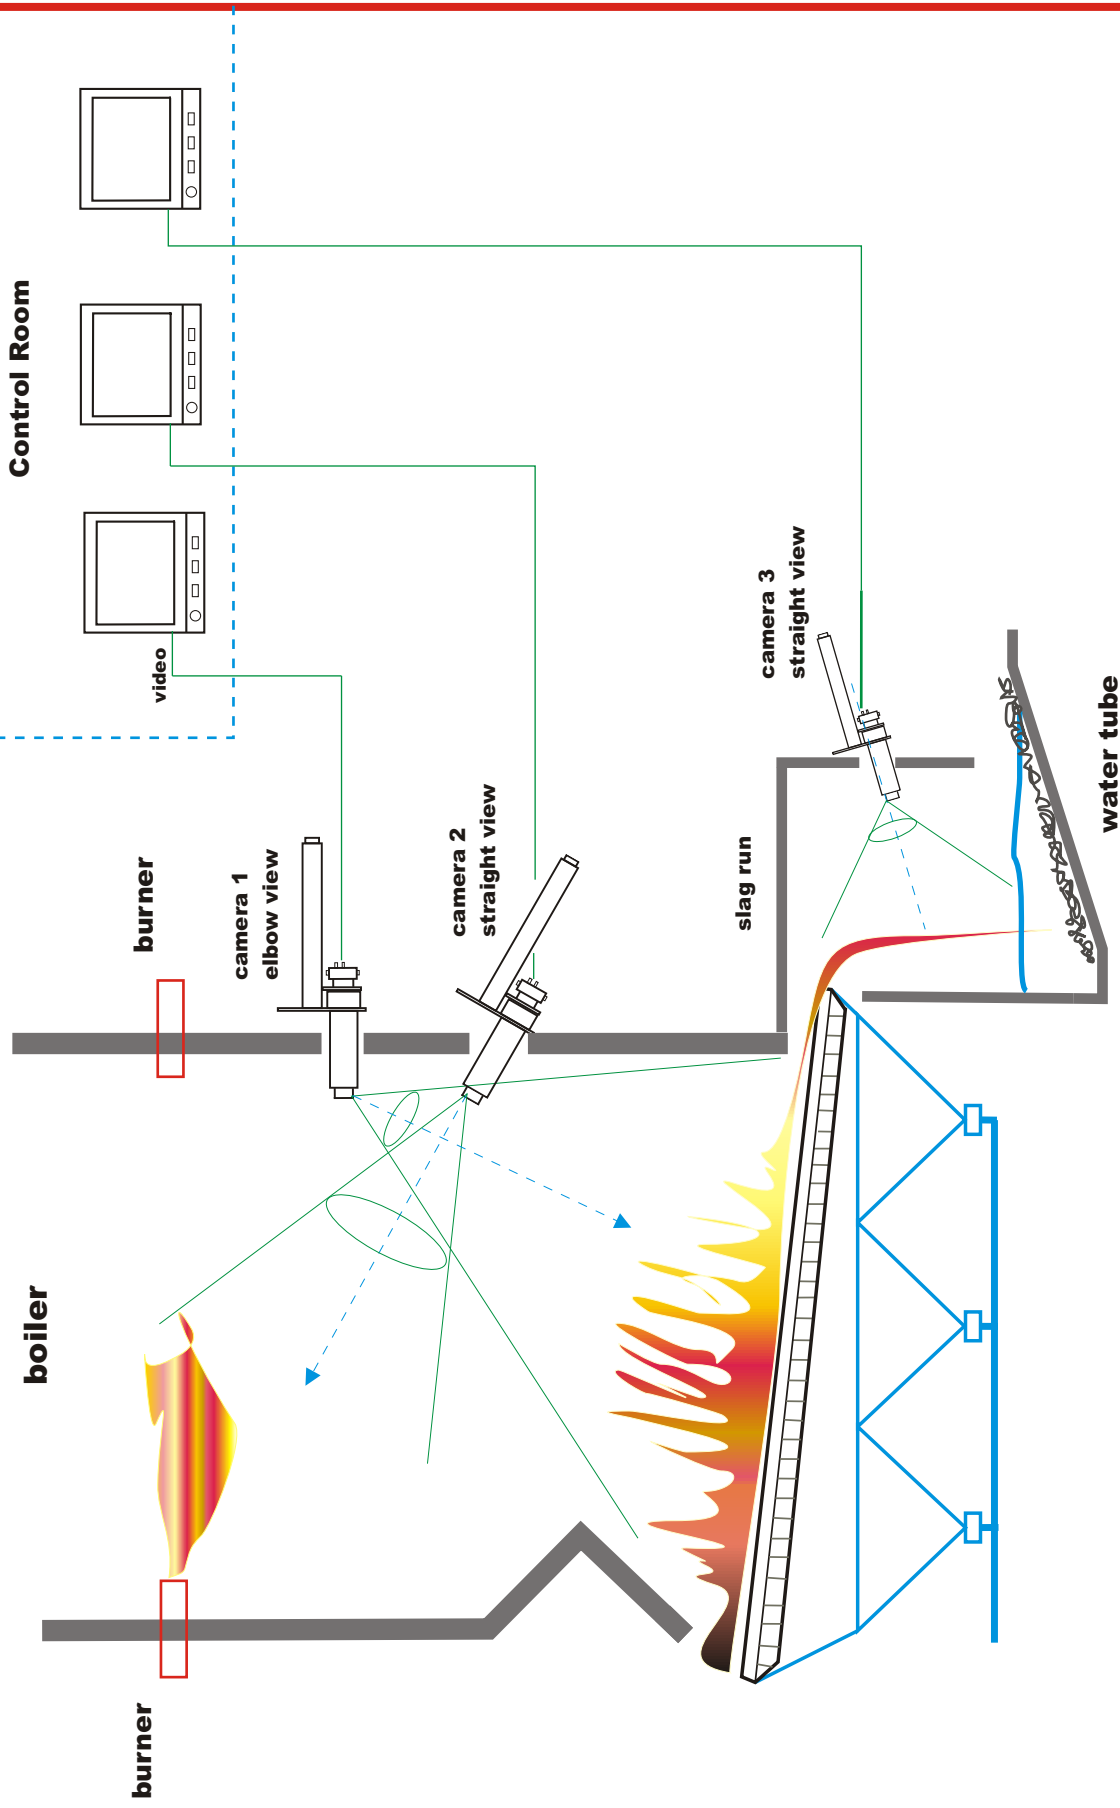 Control Room
video
burner
camera 1
elbow view
camera 2
straight view
camera 3
straight view
slag run
water tube
boiler
burner